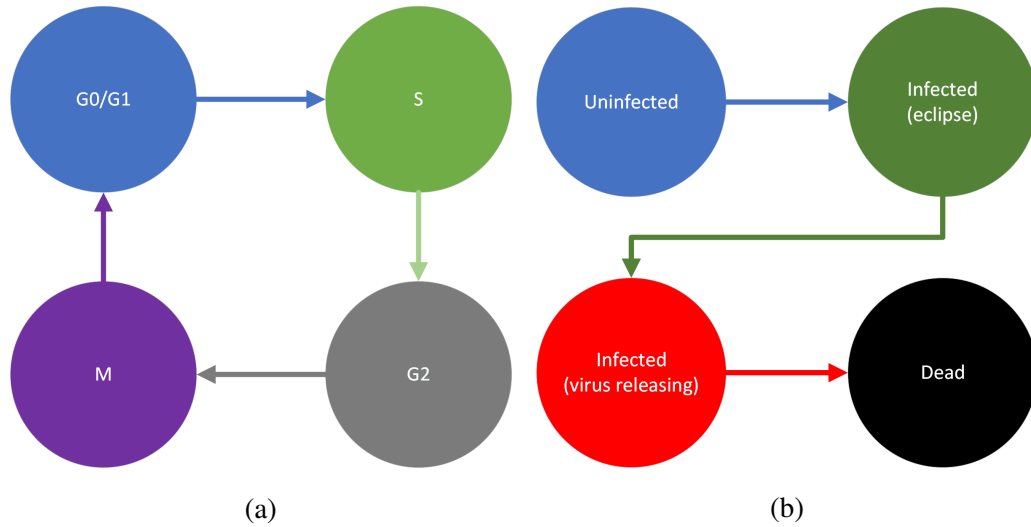 G0/G1
S
M
G2
(a)
Uninfected
Infected
(eclipse)
Infected
(virus releasing)
Dead
(b)